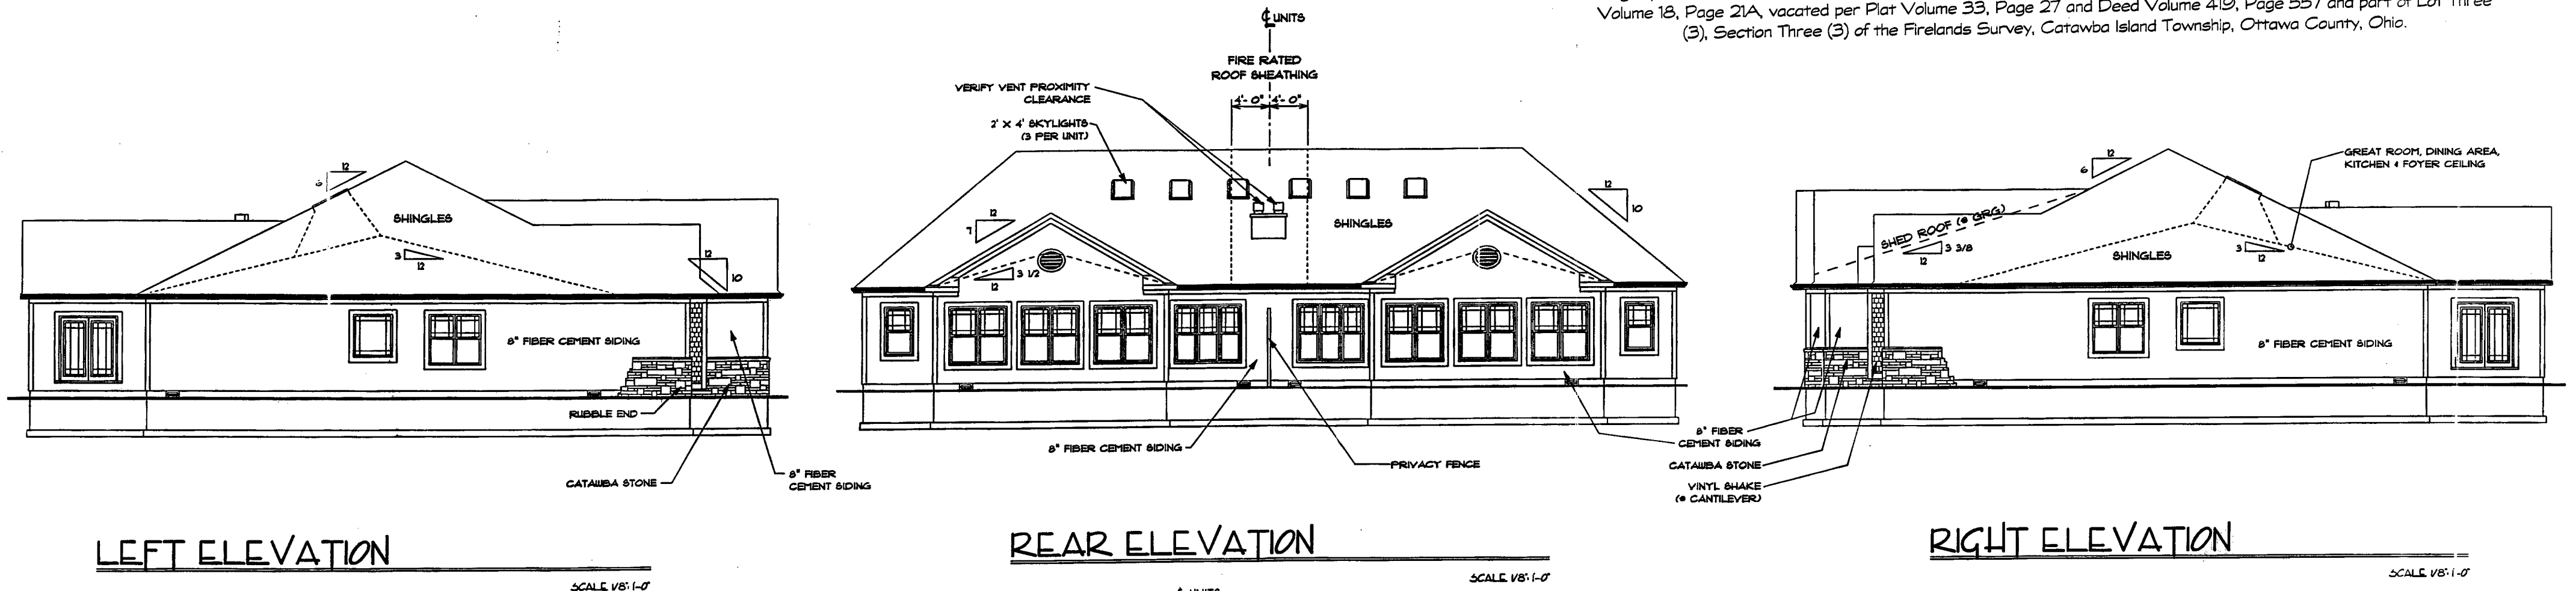 Volume 18, Page 21A, vacated per Plat Volume 33, Page 27 and Deed Volume 419, Page 557 and part of Lot Three
(3), Section Three (3) of the Firelands Survey, Catawba Island Township, Ottawa County, Ohio.
℄ UNITS
FIRE RATED
ROOF SHEATHING
4'-0" 4'-0"
VERIFY VENT PROXIMITY
CLEARANCE
2' X 4' SKYLIGHTS
(3 PER UNIT)
12
6
SHINGLES
3
12
12
10
8" FIBER CEMENT SIDING
RUBBLE END
CATAWBA STONE
8" FIBER
CEMENT SIDING
LEFT ELEVATION
SCALE 1/8":1'-0"
12
7
3 1/2
12
SHINGLES
12
10
8" FIBER CEMENT SIDING
PRIVACY FENCE
8" FIBER
CEMENT SIDING
REAR ELEVATION
SCALE 1/8":1'-0"
℄ UNITS
12
6
GREAT ROOM, DINING AREA,
KITCHEN & FOYER CEILING
SHED ROOF (@ GRG)
3 3/8
12
SHINGLES
3
12
8" FIBER CEMENT SIDING
CATAWBA STONE
VINYL SHAKE
(@ CANTILEVER)
RIGHT ELEVATION
SCALE 1/8":1'-0"